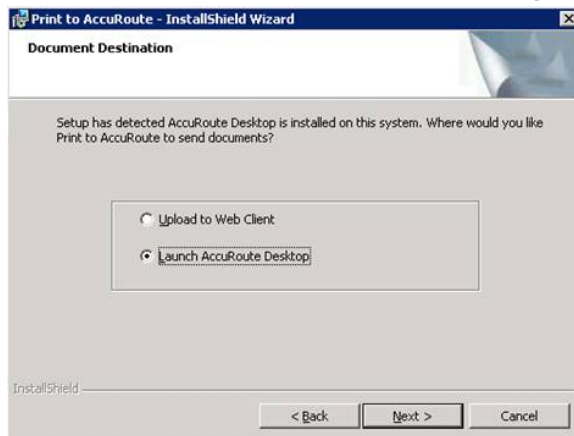 Print to AccuRoute - InstallShield Wizard
Document Destination
Setup has detected AccuRoute Desktop is installed on this system. Where would you like
Print to AccuRoute to send documents?
Upload to Web Client
Launch AccuRoute Desktop
InstallShield
< Back
Next >
Cancel